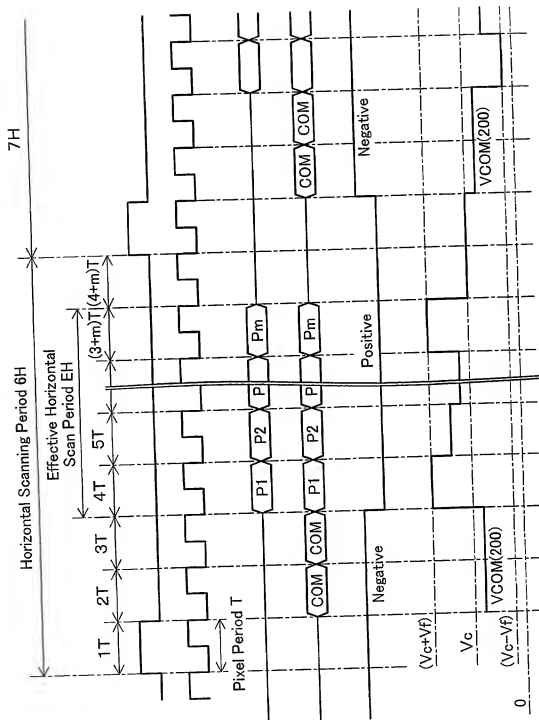 Horizontal Scanning Period 6H
7H
Effective Horizontal
Scan Period EH
1T
2T
3T
4T
5T
(3+m)T
(4+m)T
Pixel Period T
P1
P2
P
Pm
COM
COM
P1
P2
P
Pm
COM
COM
Negative
Positive
Negative
(Vc+Vf)
Vc
(Vc−Vf)
0
VCOM(200)
VCOM(200)